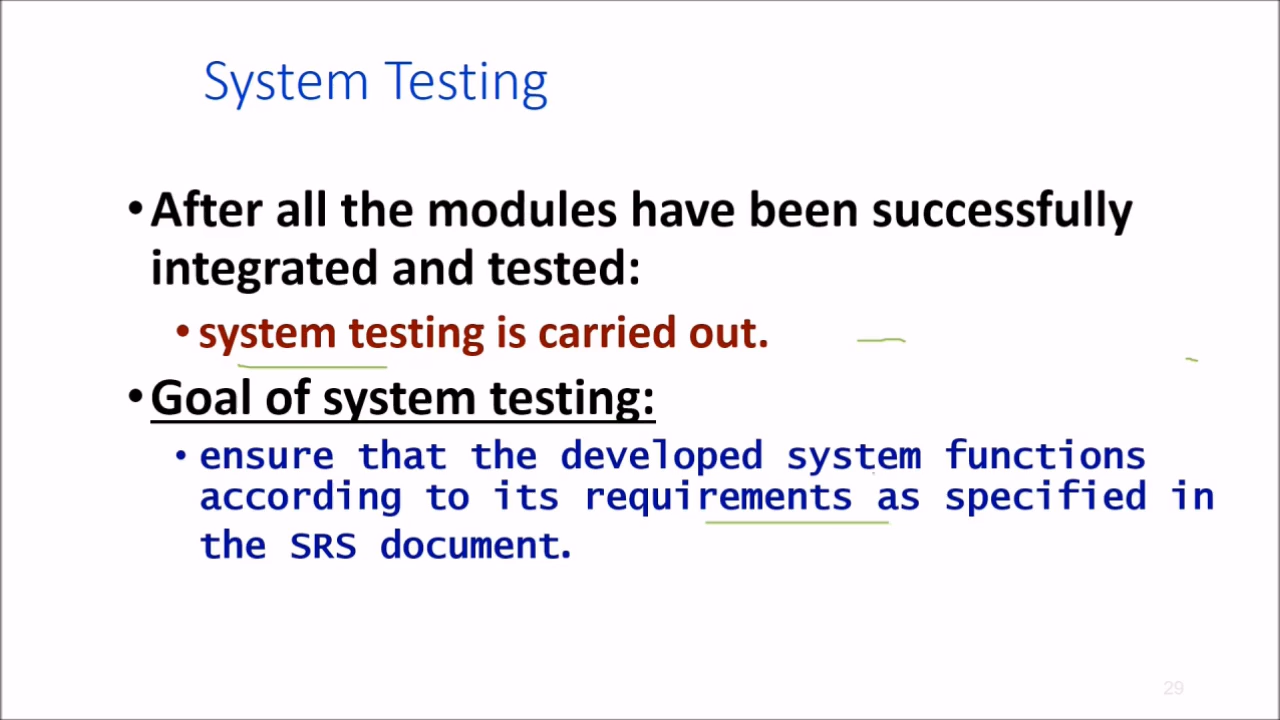 System Testing
•After all the modules have been successfully
integrated and tested:
•system testing is carried out.
•Goal of system testing:
•ensure that the developed system functions
according to its requirements as specified in
the SRS document.
29